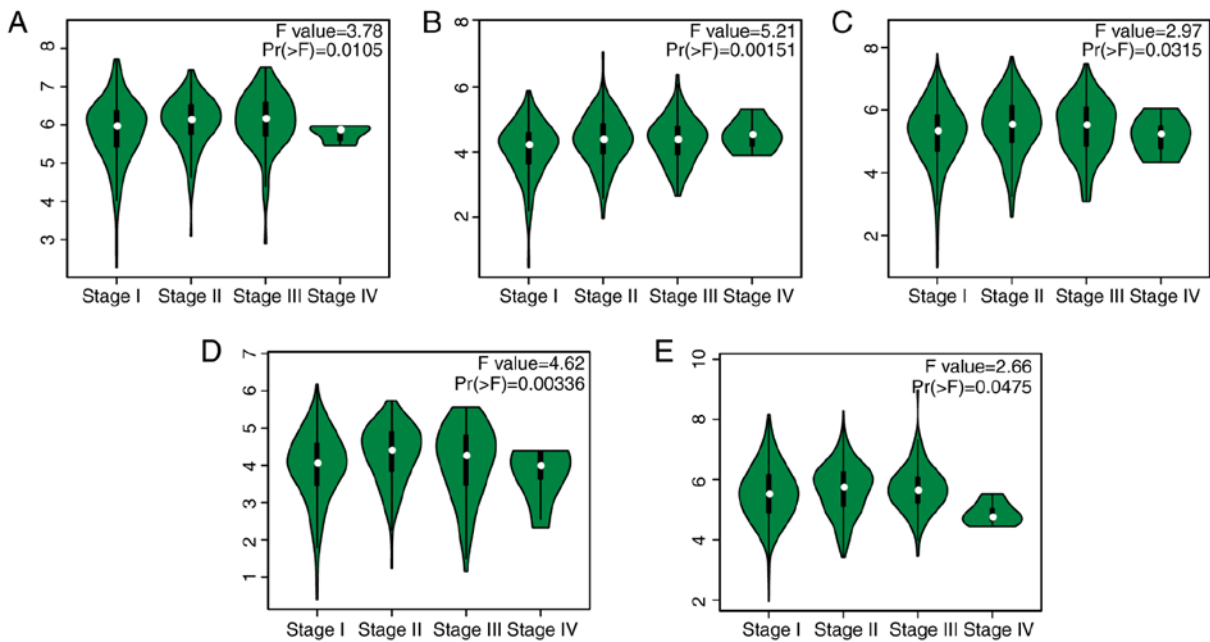 A
F value=3.78
Pr(>F)=0.0105
8
7
6
5
4
3
Stage I Stage II Stage III Stage IV
B
F value=5.21
Pr(>F)=0.00151
8
6
4
2
0
Stage I Stage II Stage III Stage IV
C
F value=2.97
Pr(>F)=0.0315
8
6
4
2
Stage I Stage II Stage III Stage IV
D
F value=4.62
Pr(>F)=0.00336
7
6
5
4
3
2
1
Stage I Stage II Stage III Stage IV
E
F value=2.66
Pr(>F)=0.0475
10
8
6
4
2
Stage I Stage II Stage III Stage IV